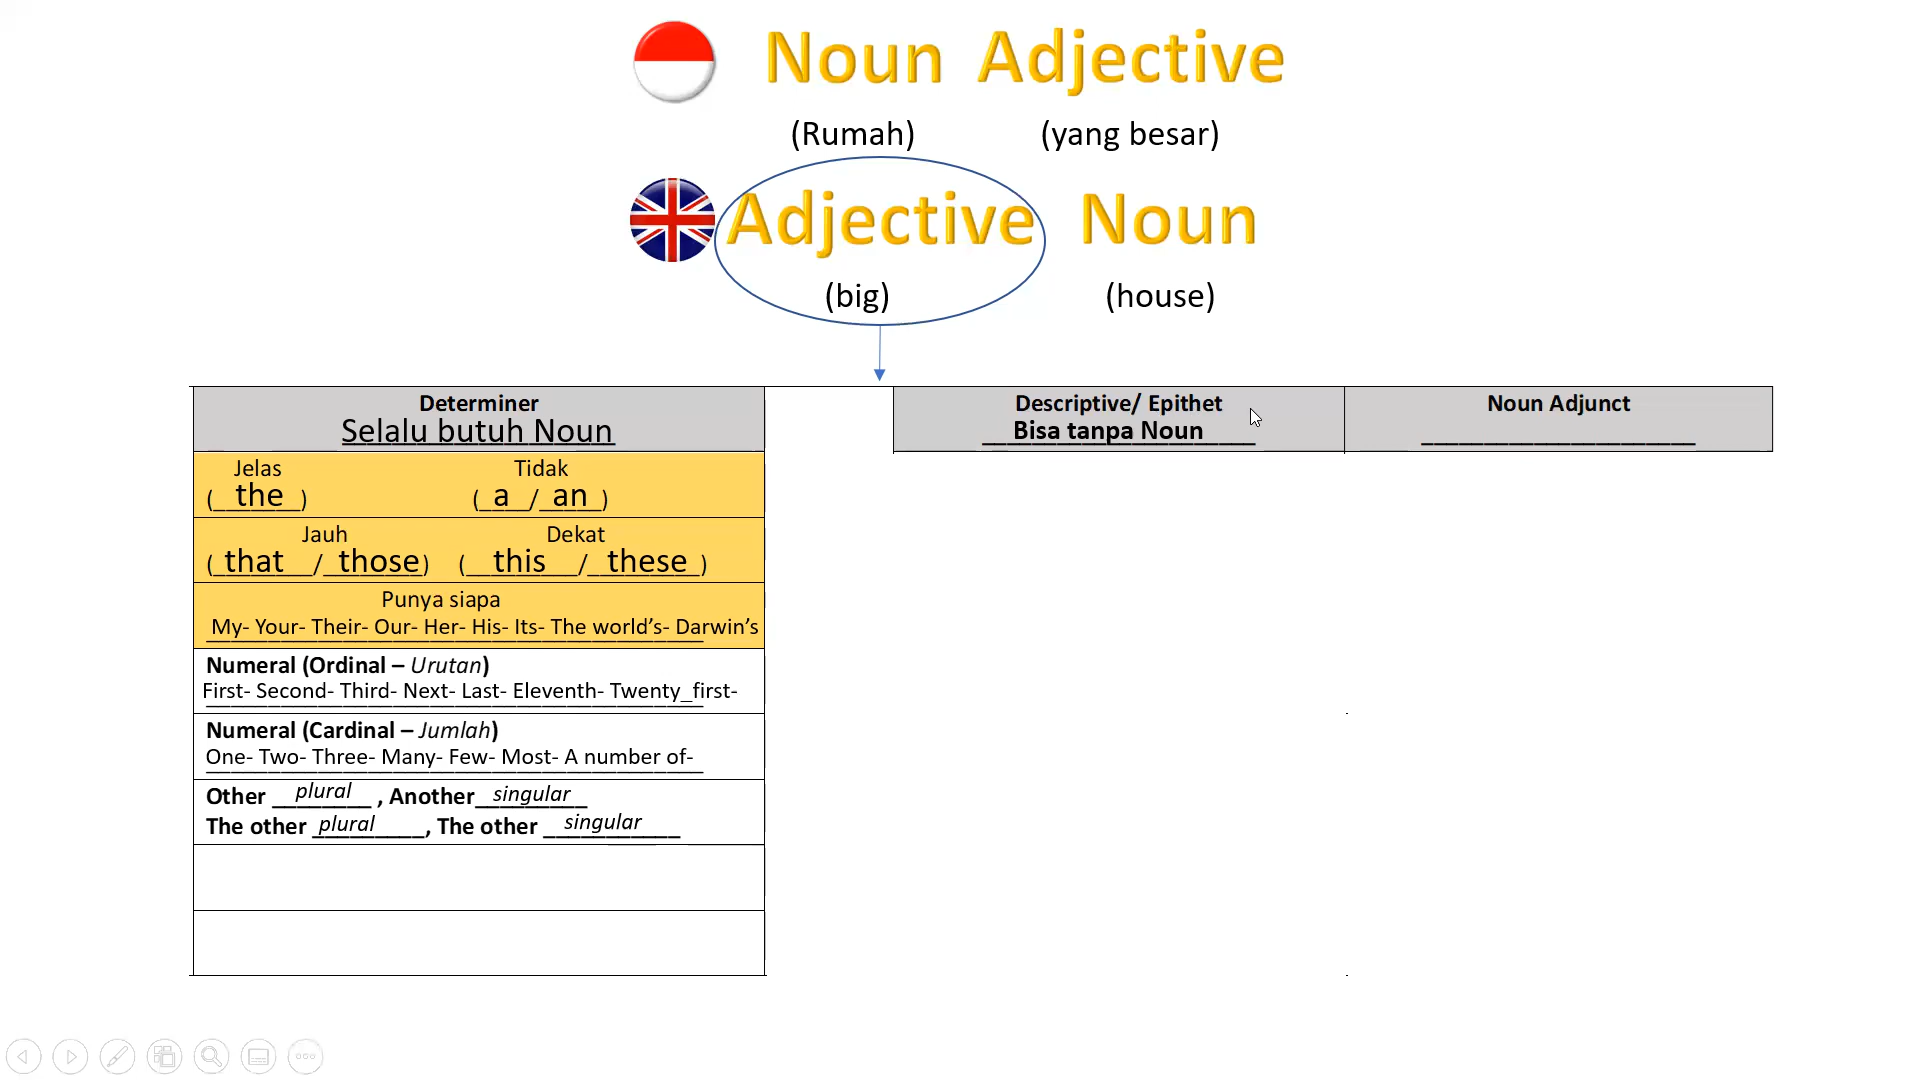 Noun Adjective
(Rumah) (yang besar)
Adjective Noun
(big) (house)
Determiner
Selalu butuh Noun
Jelas Tidak
(the) (a/an)
Jauh Dekat
(that/those) (this/these)
Punya siapa
My- Your- Their- Our- Her- His- Its- The world's- Darwin's
Numeral (Ordinal – Urutan)
First- Second- Third- Next- Last- Eleventh- Twenty_first-
Numeral (Cardinal – Jumlah)
One- Two- Three- Many- Few- Most- A number of-
Other plural , Another singular
The other plural, The other singular
Descriptive/ Epithet
Bisa tanpa Noun
Noun Adjunct